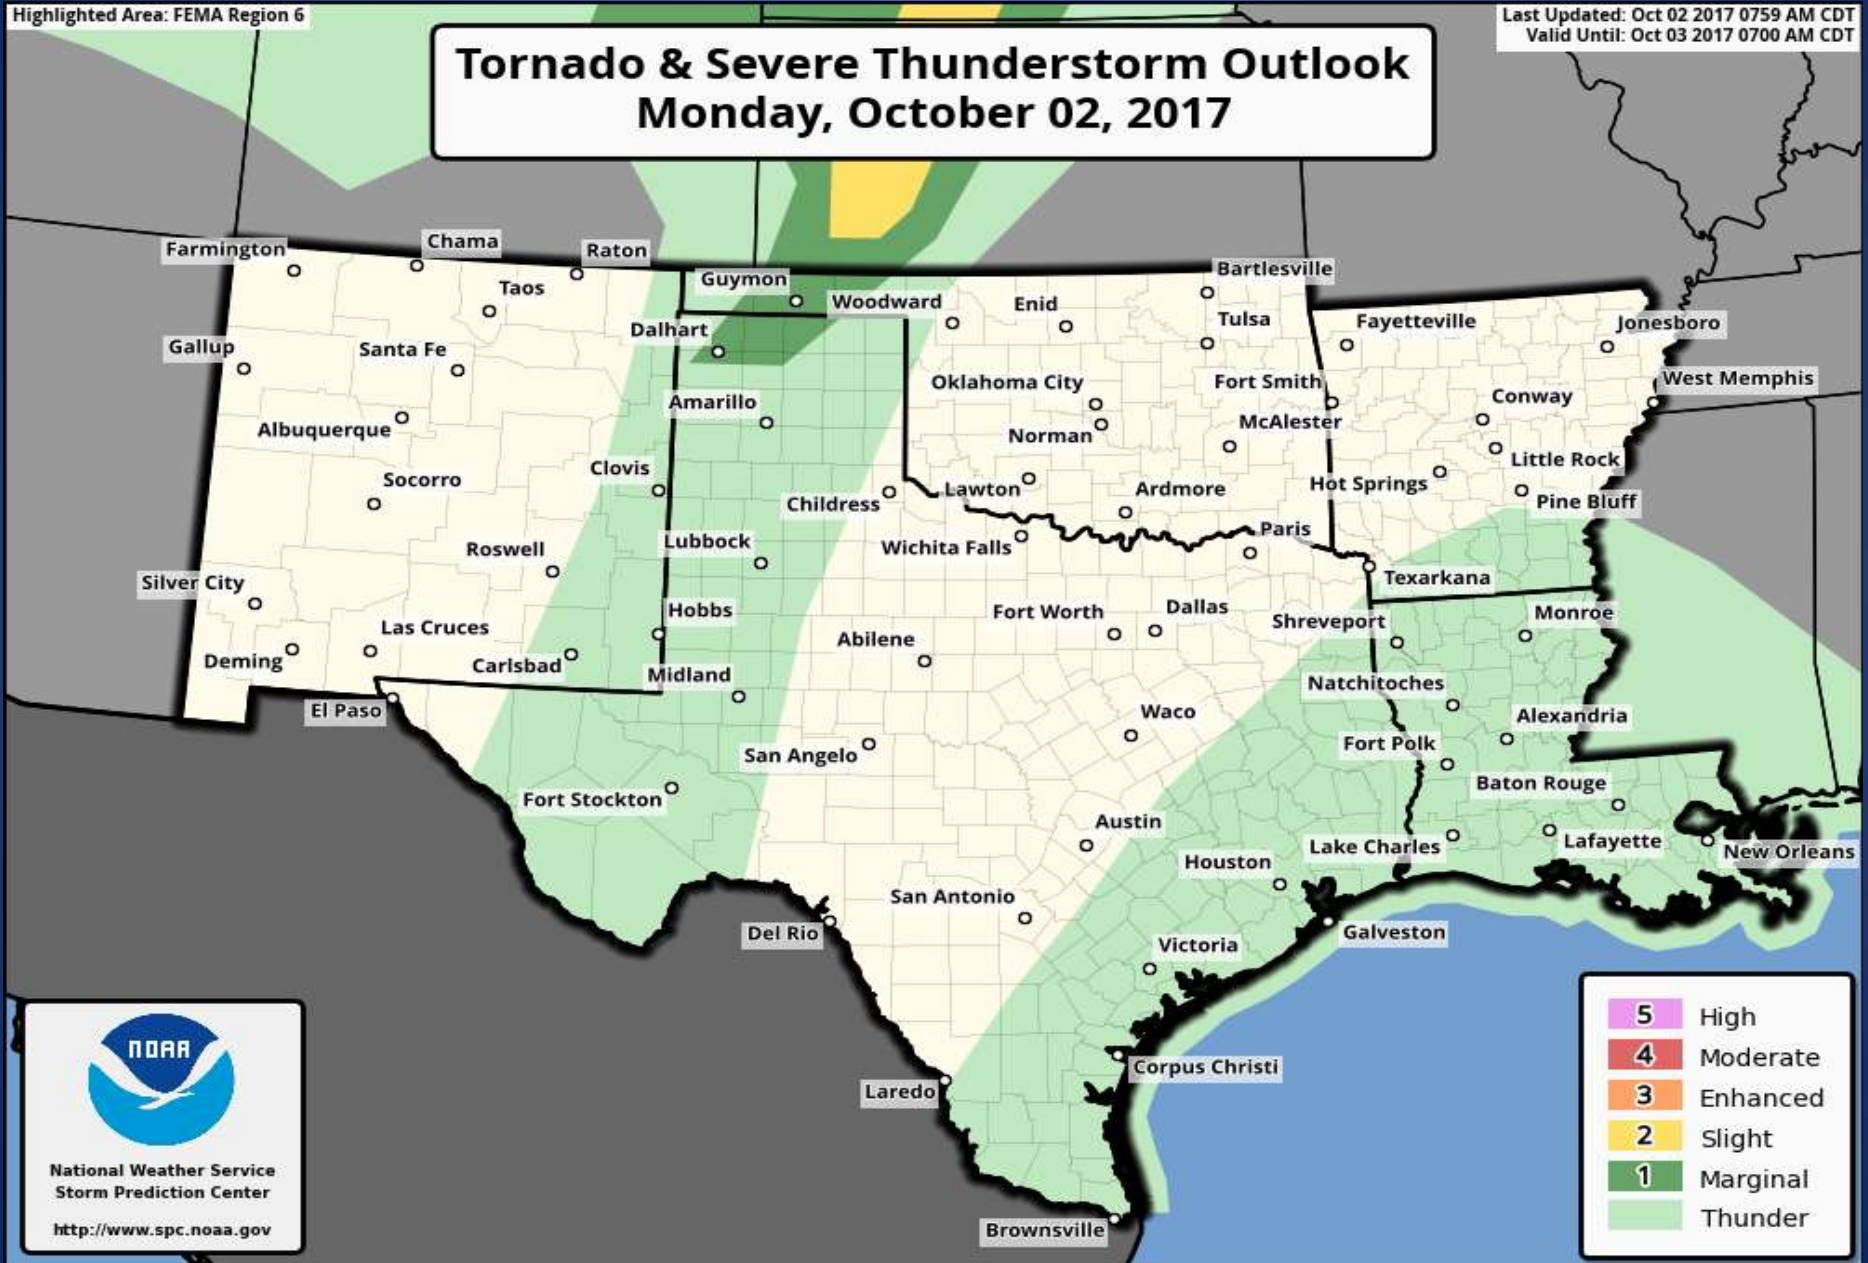 Highlighted Area: FEMA Region 6
Last Updated: Oct 02 2017 0759 AM CDT
Valid Until: Oct 03 2017 0700 AM CDT
Tornado & Severe Thunderstorm Outlook
Monday, October 02, 2017
Farmington
Chama
Raton
Taos
Guymon
Woodward
Enid
Bartlesville
Tulsa
Fayetteville
Jonesboro
Gallup
Santa Fe
Dalhart
Oklahoma City
Fort Smith
West Memphis
Conway
Albuquerque
Amarillo
Norman
McAlester
Little Rock
Socorro
Clovis
Childress
Lawton
Ardmore
Hot Springs
Pine Bluff
Roswell
Lubbock
Wichita Falls
Paris
Texarkana
Silver City
Hobbs
Fort Worth
Dallas
Shreveport
Monroe
Las Cruces
Abilene
Deming
Carlsbad
Midland
Natchitoches
El Paso
Waco
Alexandria
San Angelo
Fort Polk
Fort Stockton
Baton Rouge
Austin
Lake Charles
Lafayette
New Orleans
Houston
San Antonio
Del Rio
Galveston
Victoria
Corpus Christi
Laredo
Brownsville
NOAA
National Weather Service
Storm Prediction Center
http://www.spc.noaa.gov
5 High
4 Moderate
3 Enhanced
2 Slight
1 Marginal
Thunder